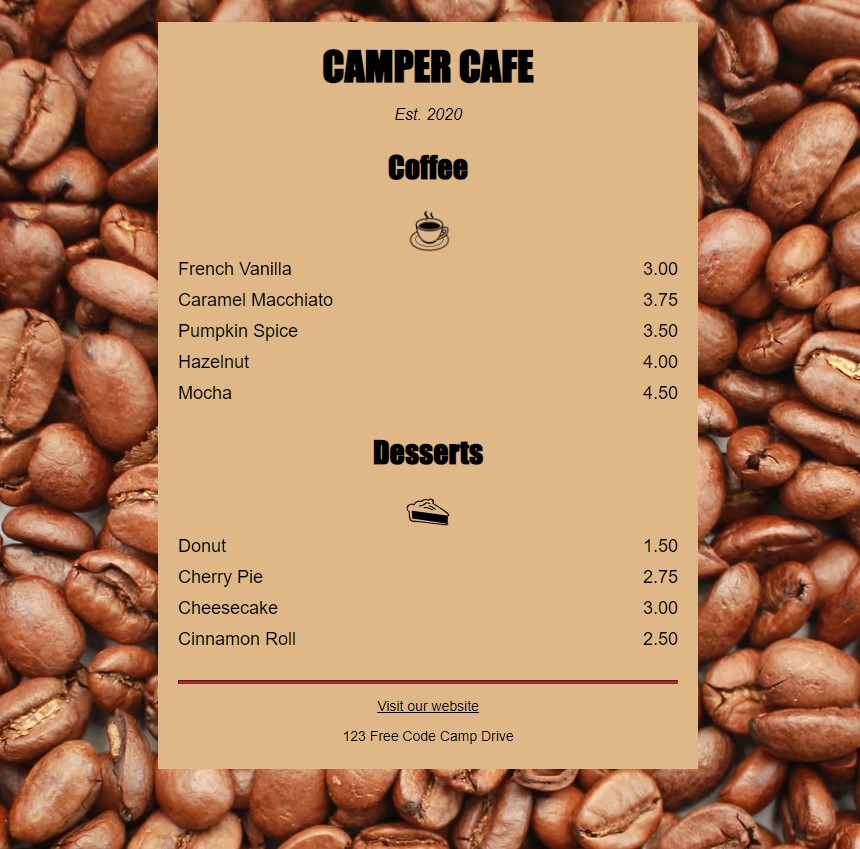 CAMPER CAFE
Est. 2020
Coffee
French Vanilla 3.00
Caramel Macchiato 3.75
Pumpkin Spice 3.50
Hazelnut 4.00
Mocha 4.50
Desserts
Donut 1.50
Cherry Pie 2.75
Cheesecake 3.00
Cinnamon Roll 2.50
Visit our website
123 Free Code Camp Drive